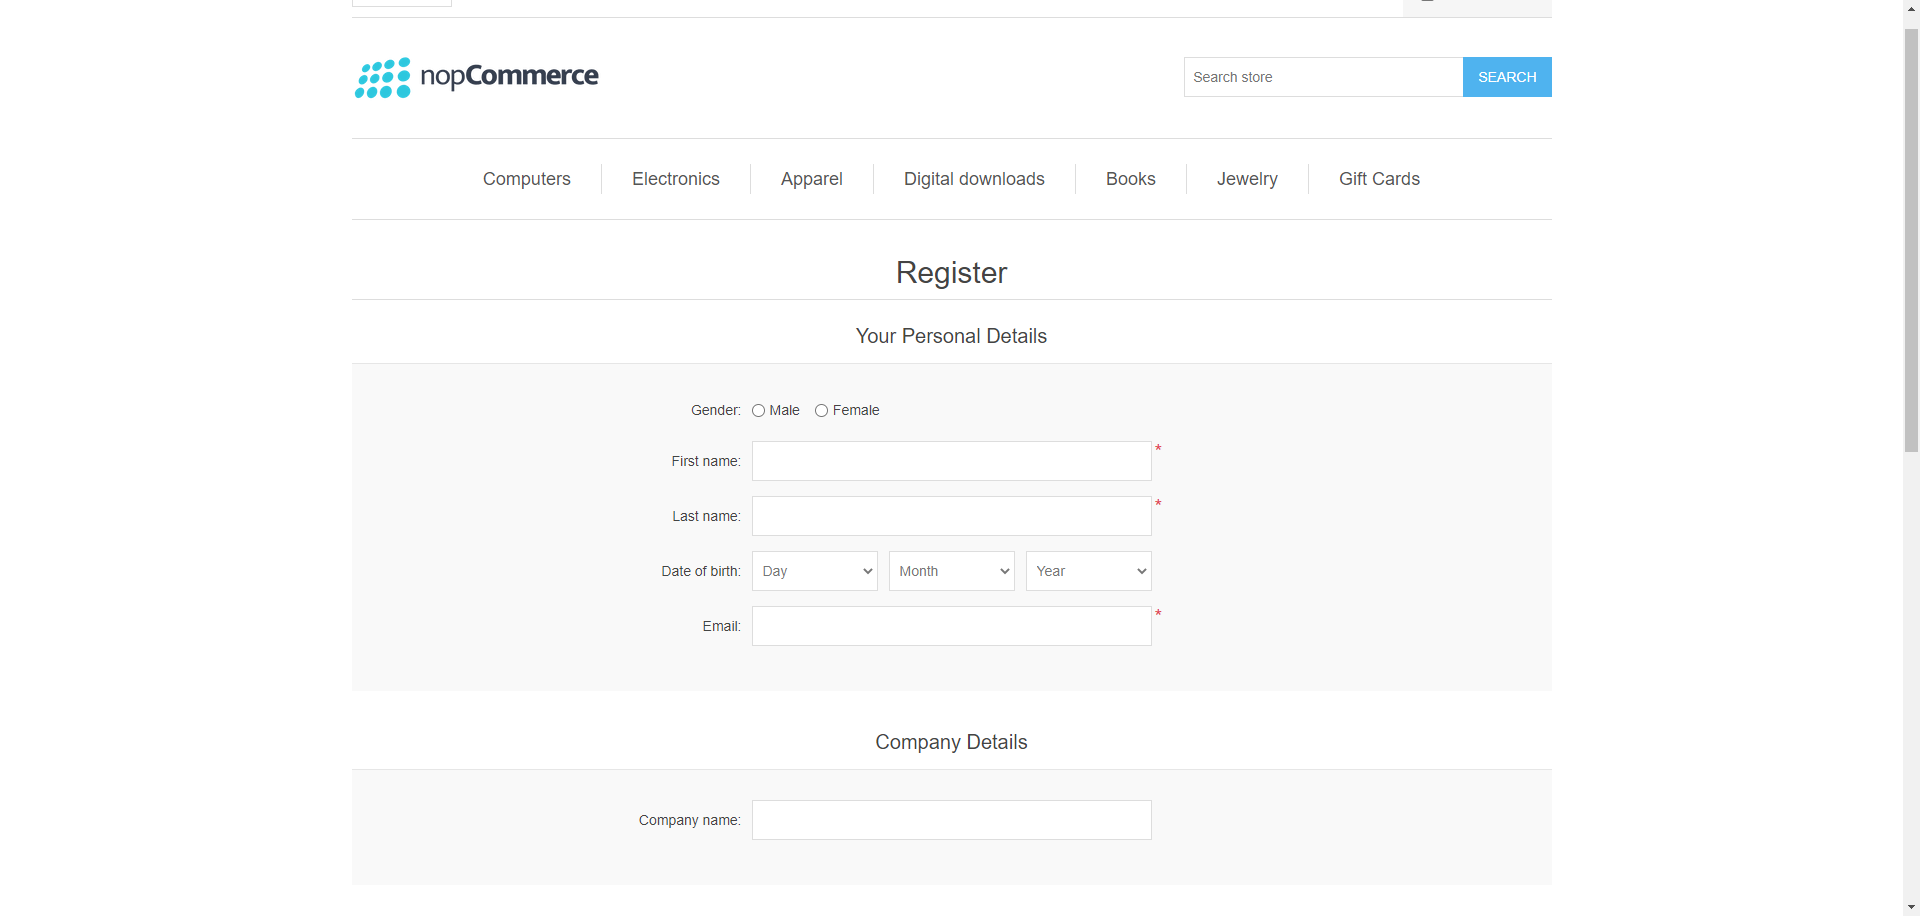 nopCommerce
Search store
SEARCH
Computers Electronics Apparel Digital downloads Books Jewelry Gift Cards
Register
Your Personal Details
Gender: Male Female
First name: *
Last name: *
Date of birth: Day Month Year
Email: *
Company Details
Company name: